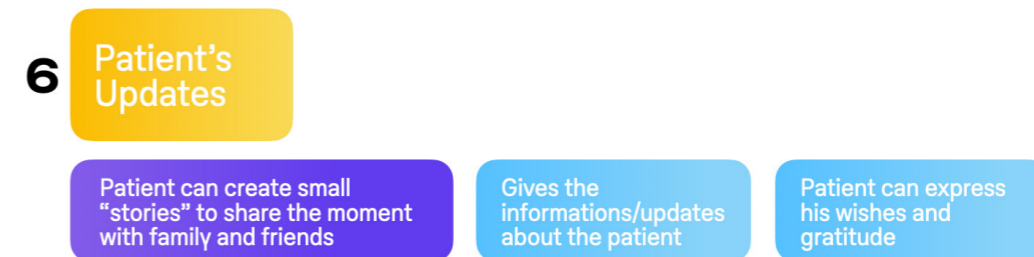 6
Patient’s
Updates
Patient can create small
“stories” to share the moment
with family and friends
Gives the
informations/updates
about the patient
Patient can express
his wishes and
gratitude